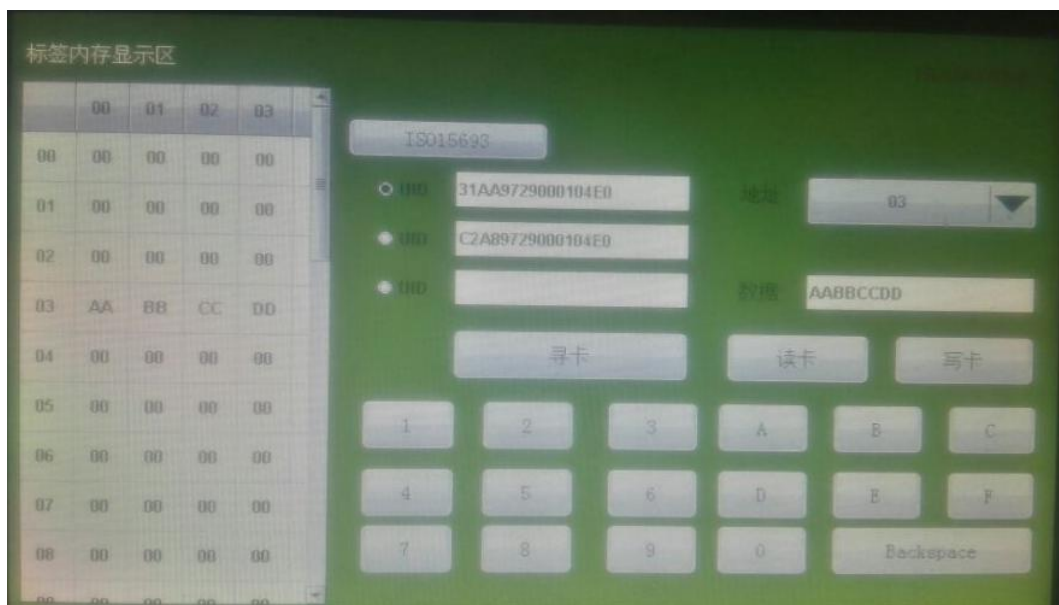 标签内存显示区
00 01 02 03
00 00 00 00 00
01 00 00 00 00
02 00 00 00 00
03 AA BB CC DD
04 00 00 00 00
05 00 00 00 00
06 00 00 00 00
07 00 00 00 00
08 00 00 00 00
ISO15693
UID 31AA9729000104E0
UID C2A89729000104E0
UID
地址 03
数据 AABBCCDD
寻卡 读卡 写卡
1 2 3 A B C
4 5 6 D E F
7 8 9 0 Backspace